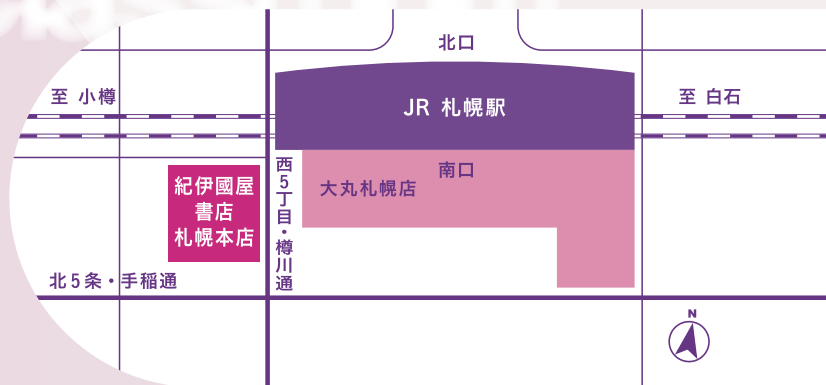 北口
至 小樽
JR 札幌駅
至 白石
南口
大丸札幌店
紀伊國屋
書店
札幌本店
西5丁目・樽川通
北5条・手稲通
N